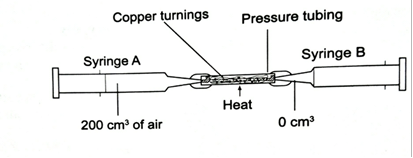 Copper turnings
Pressure tubing
Syringe A
Syringe B
Heat
200 cm³ of air
0 cm³